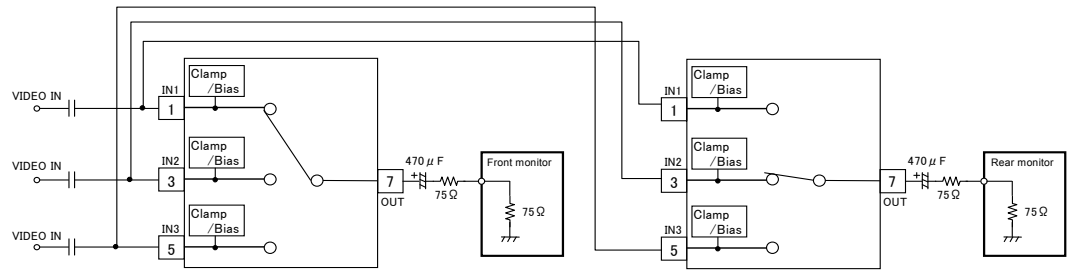 Clamp
/Bias
IN1
1
VIDEO IN
Clamp
/Bias
IN2
3
VIDEO IN
Clamp
/Bias
IN3
5
VIDEO IN
7
OUT
470μF
+
75Ω
Front monitor
75Ω
Clamp
/Bias
IN1
1
Clamp
/Bias
IN2
3
Clamp
/Bias
IN3
5
7
OUT
470μF
+
75Ω
Rear monitor
75Ω